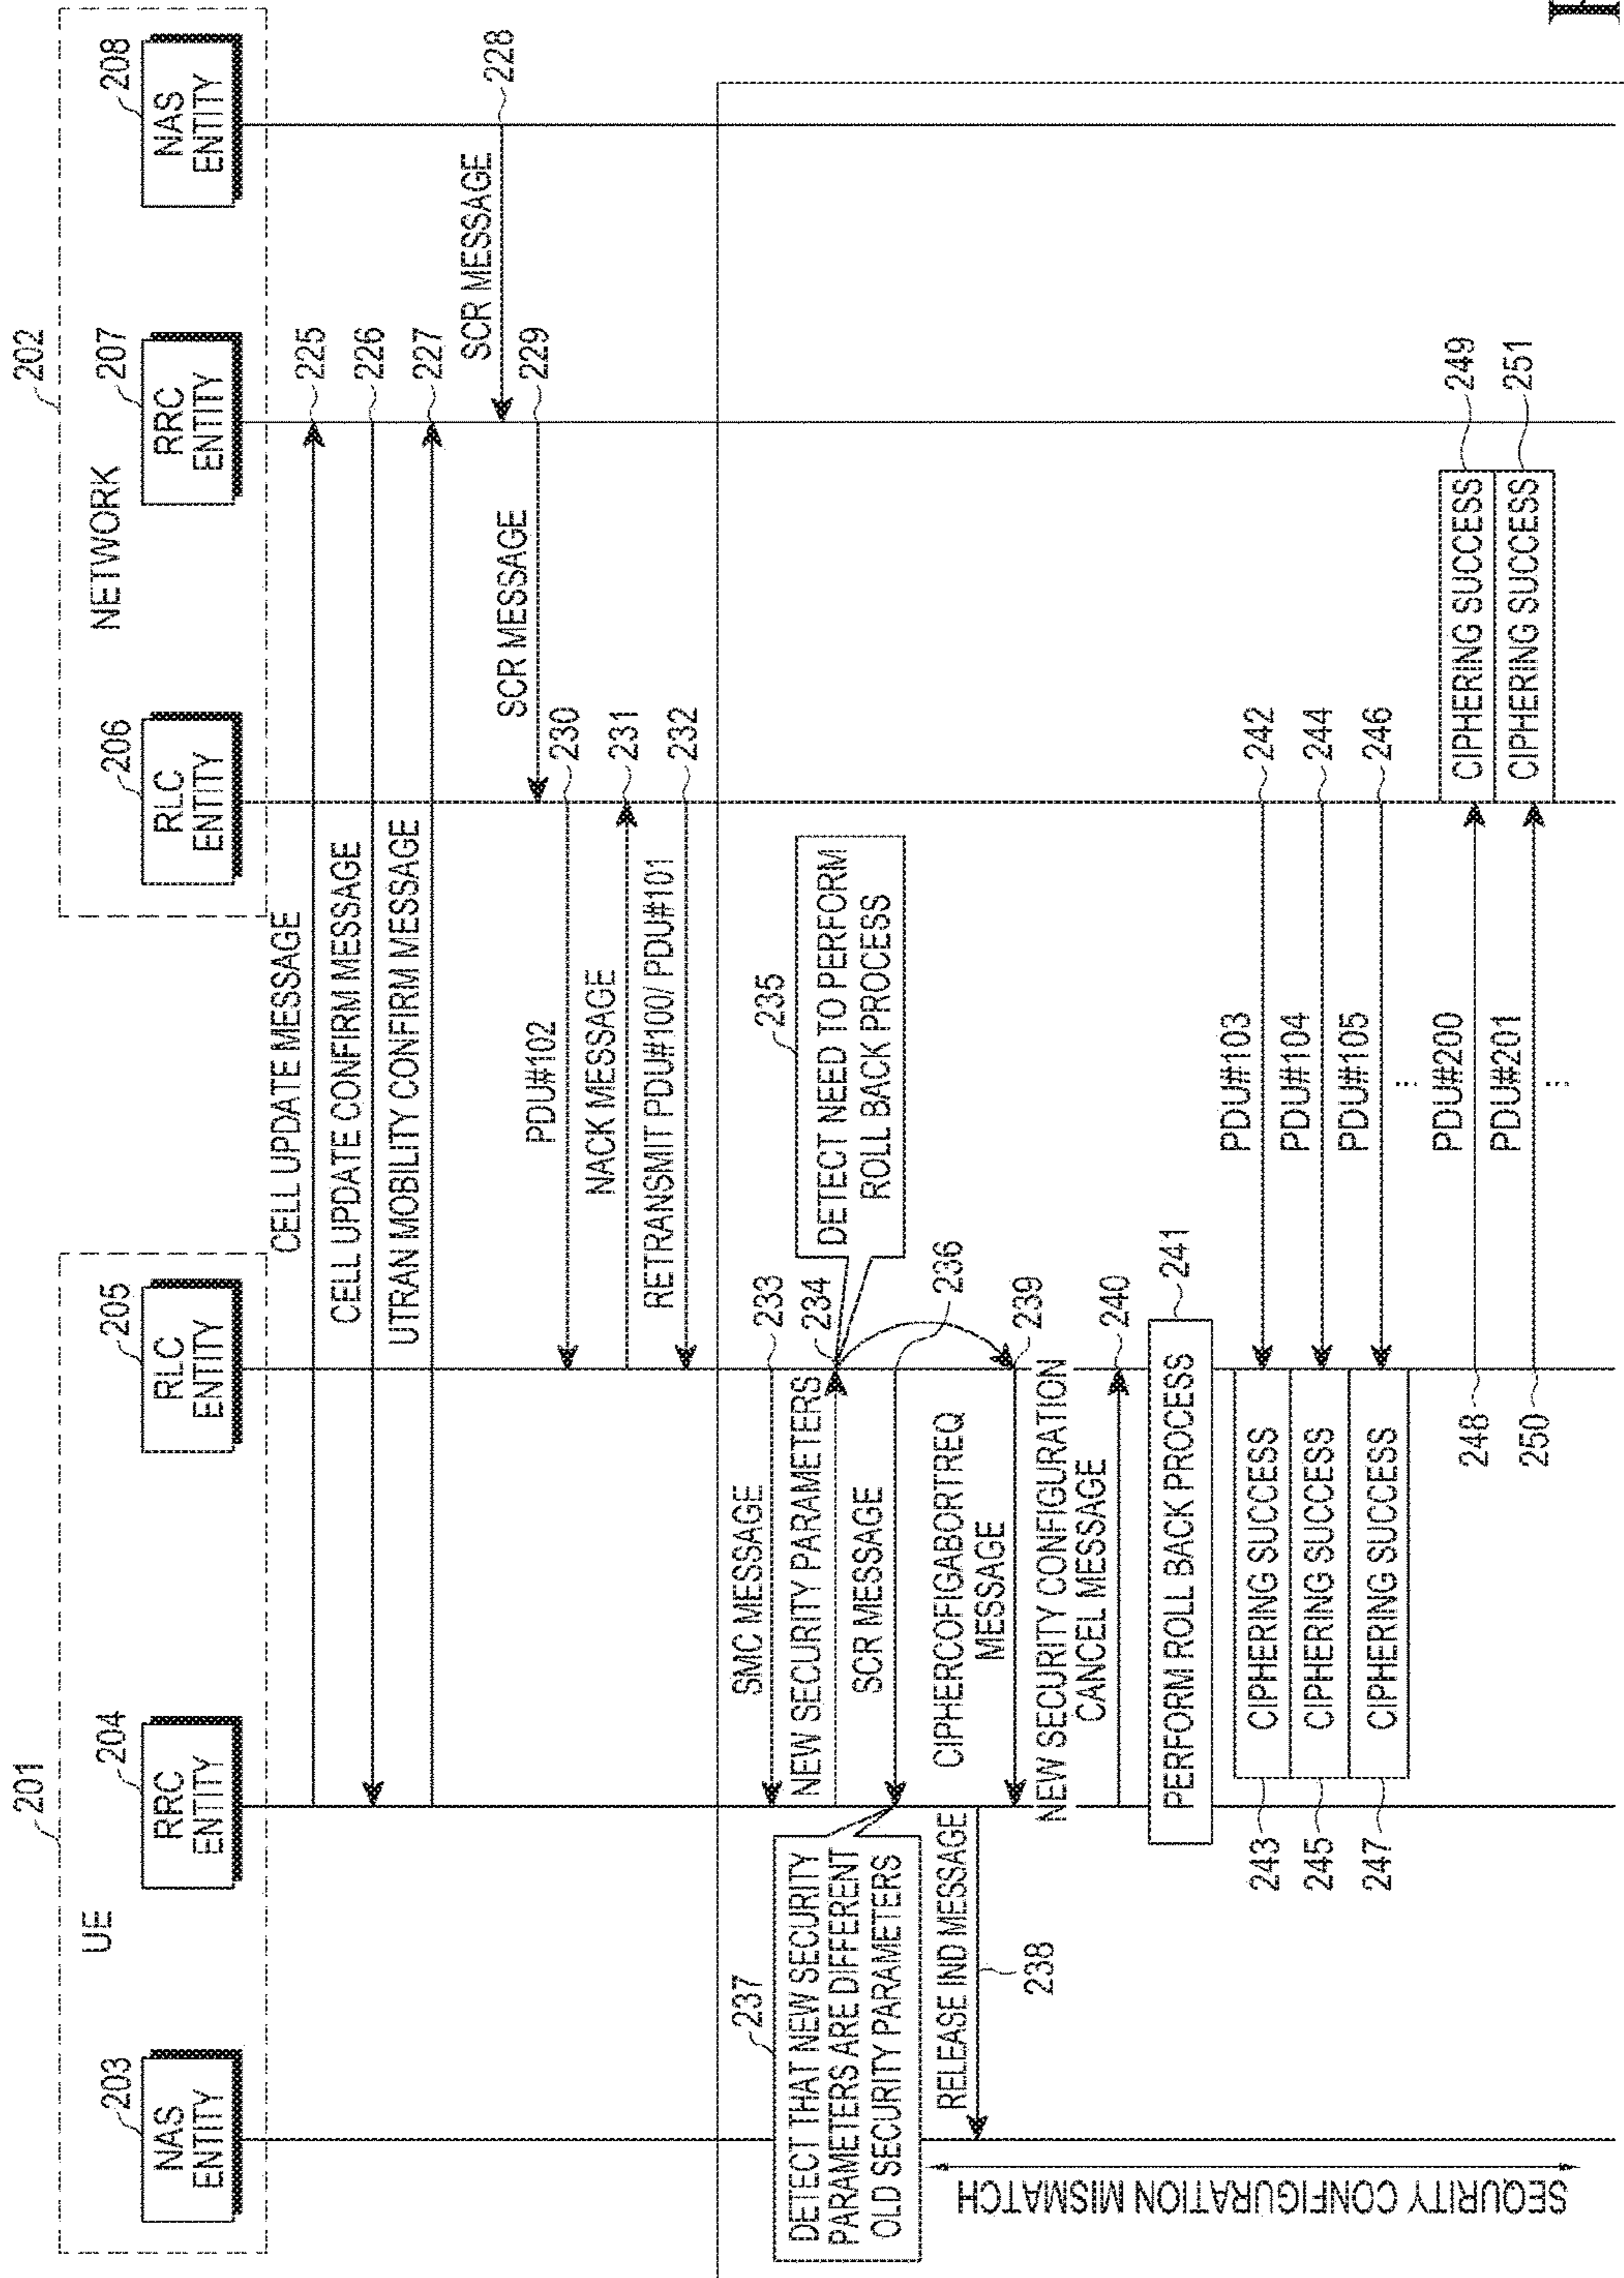 201
202
UE
NETWORK
203
204
205
206
207
208
NAS
ENTITY
RRC
ENTITY
RLC
ENTITY
RLC
ENTITY
RRC
ENTITY
NAS
ENTITY
CELL UPDATE MESSAGE
225
CELL UPDATE CONFIRM MESSAGE
226
UTRAN MOBILITY CONFIRM MESSAGE
227
SCR MESSAGE
228
SCR MESSAGE
229
PDU#102
230
NACK MESSAGE
231
RETRANSMIT PDU#100/ PDU#101
232
SMC MESSAGE
233
NEW SECURITY PARAMETERS
234
235
DETECT NEED TO PERFORM
ROLL BACK PROCESS
SCR MESSAGE
236
237
DETECT THAT NEW SECURITY
PARAMETERS ARE DIFFERENT
OLD SECURITY PARAMETERS
RELEASE IND MESSAGE
238
CIPHERCOFIGABORTREQ
MESSAGE
239
NEW SECURITY CONFIGURATION
CANCEL MESSAGE
240
PERFORM ROLL BACK PROCESS
241
PDU#103
242
243
CIPHERING SUCCESS
PDU#104
244
245
CIPHERING SUCCESS
PDU#105
246
247
CIPHERING SUCCESS
PDU#200
248
CIPHERING SUCCESS
249
PDU#201
250
CIPHERING SUCCESS
251
SEQURITY CONFIGURATION MISMATCH